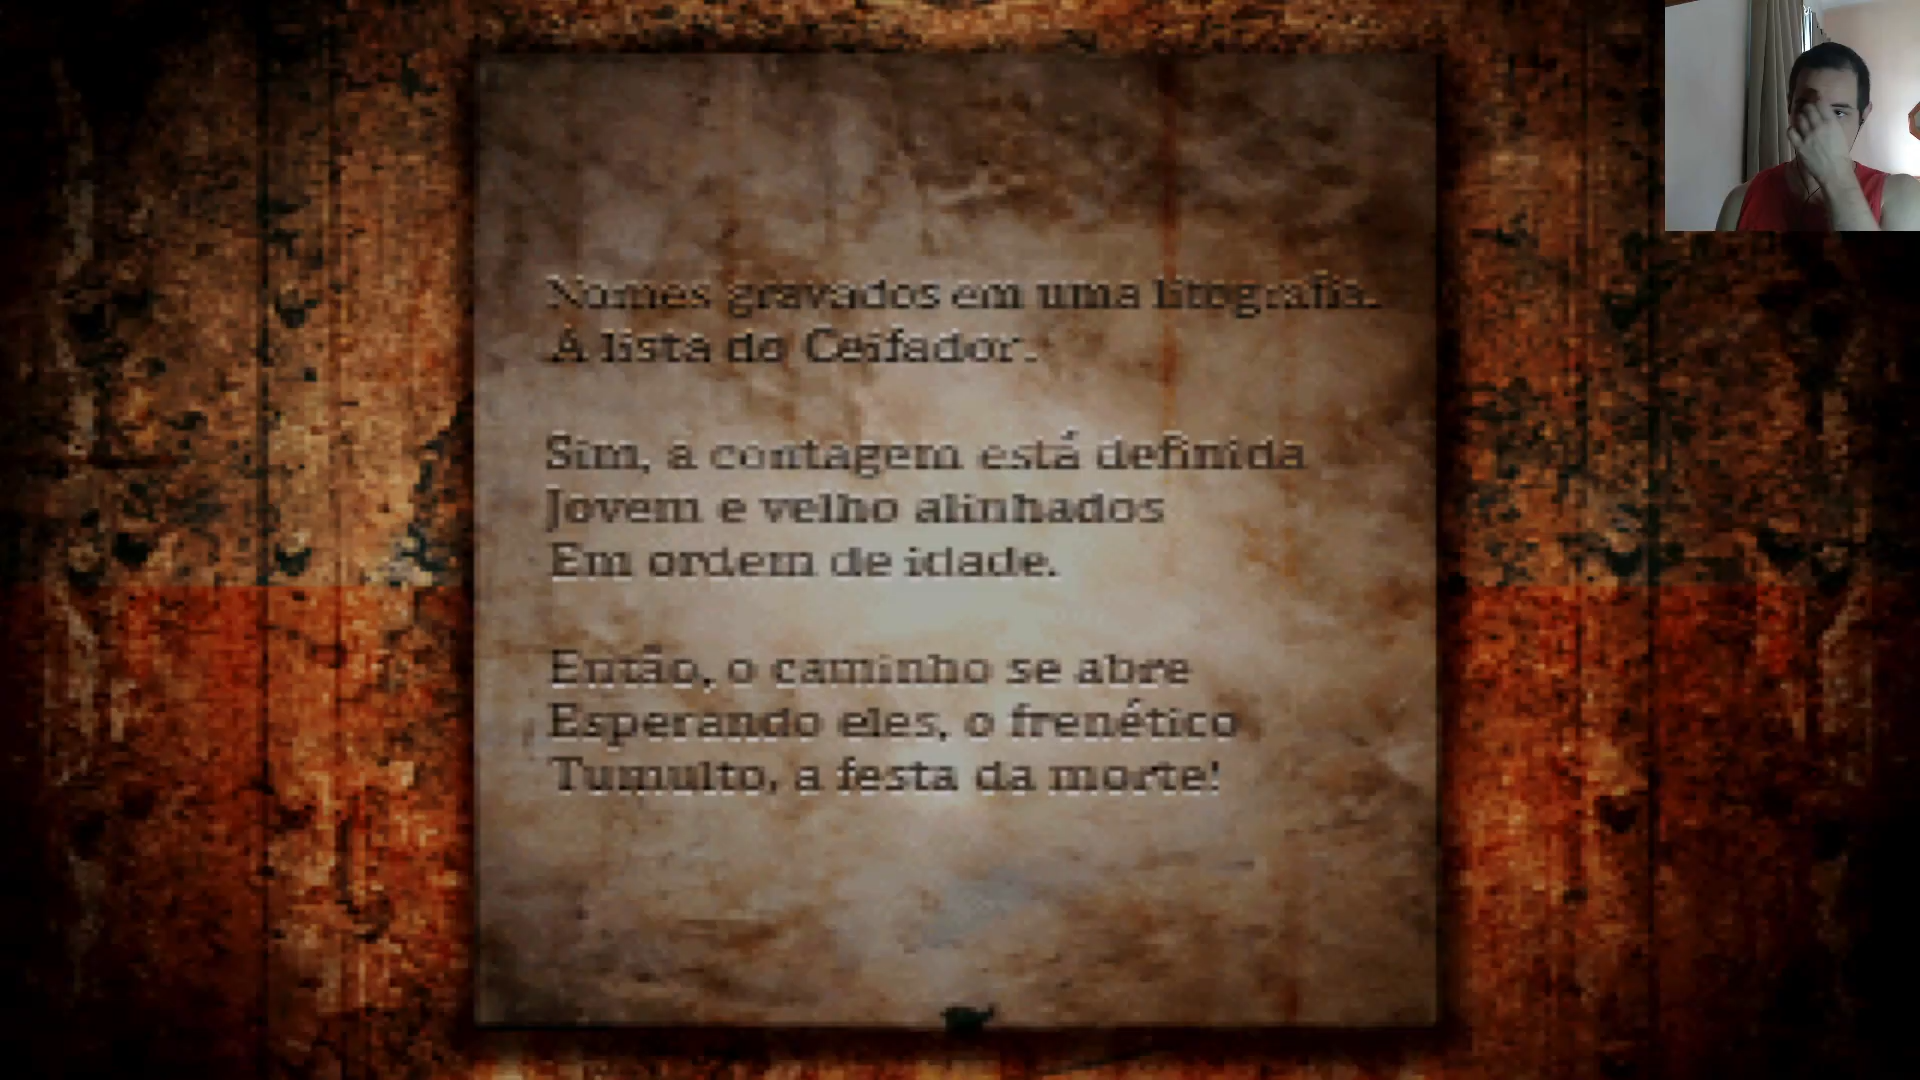 Nomes gravados em uma litografia.
A lista do Ceifador.
Sim, a contagem está definida
Jovem e velho alinhados
Em ordem de idade.
Então, o caminho se abre
Esperando eles, o frenético
Tumulto, a festa da morte!